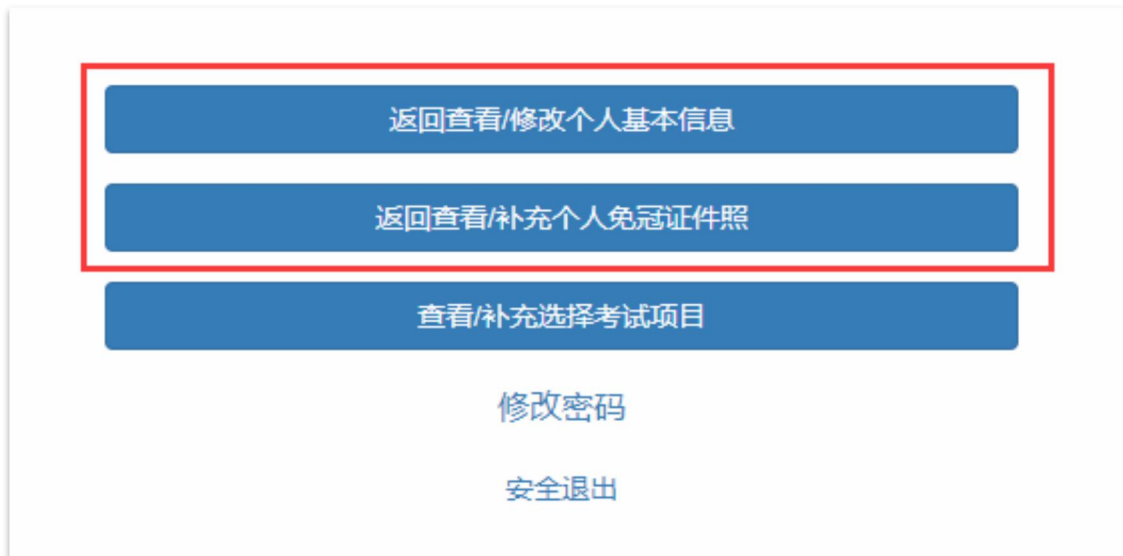 返回查看/修改个人基本信息
返回查看/补充个人免冠证件照
查看/补充选择考试项目
修改密码
安全退出